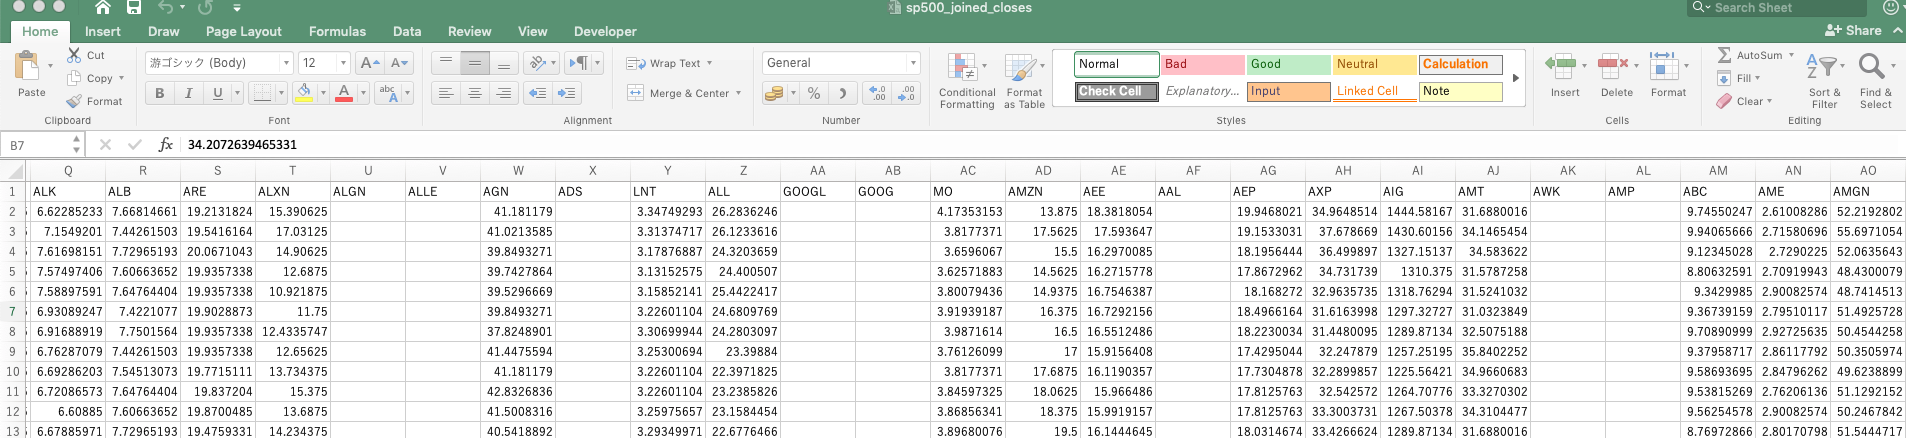 sp500_joined_closes
Search Sheet
Home Insert Draw Page Layout Formulas Data Review View Developer
Share
Cut
Copy
Format
Paste
Clipboard
游ゴシック (Body) 12 A A
B I U A abc A
Font
Wrap Text
Merge & Center
Alignment
General
% ❩ .0 .00 .00 .0
Number
Conditional Formatting
Format as Table
Normal Bad Good Neutral Calculation
Check Cell Explanatory... Input Linked Cell Note
Styles
Insert Delete Format
Cells
AutoSum
Fill
Clear
Sort & Filter
Find & Select
Editing
B7 fx 34.2072639465331
Q R S T U V W X Y Z AA AB AC AD AE AF AG AH AI AJ AK AL AM AN AO
1 ALK ALB ARE ALXN ALGN ALLE AGN ADS LNT ALL GOOGL GOOG MO AMZN AEE AAL AEP AXP AIG AMT AWK AMP ABC AME AMGN
2 6.62285233 7.66814661 19.2131824 15.390625 41.181179 3.34749293 26.2836246 4.17353153 13.875 18.3818054 19.9468021 34.9648514 1444.58167 31.6880016 9.74550247 2.61008286 52.2192802
3 7.1549201 7.44261503 19.5416164 17.03125 41.0213585 3.31374717 26.1233616 3.8177371 17.5625 17.593647 19.1533031 37.678669 1430.60156 34.1465454 9.94065666 2.71580696 55.6971054
4 7.61698151 7.72965193 20.0671043 14.90625 39.8493271 3.17876887 24.3203659 3.6596067 15.5 16.2970085 18.1956444 36.499897 1327.15137 34.583622 9.12345028 2.7290225 52.0635643
5 7.57497406 7.60663652 19.9357338 12.6875 39.7427864 3.13152575 24.400507 3.62571883 14.5625 16.2715778 17.8672962 34.731739 1310.375 31.5787258 8.80632591 2.70919943 48.4300079
6 7.58897591 7.64764404 19.9357338 10.921875 39.5296669 3.15852141 25.4422417 3.80079436 14.9375 16.7546387 18.168272 32.9635735 1318.76294 31.5241032 9.3429985 2.90082574 48.7414513
7 6.93089247 7.4221077 19.9028873 11.75 39.8493271 3.22601104 24.6809769 3.91939187 16.375 16.7292156 18.4966164 31.6163998 1297.32727 31.0323849 9.36739159 2.79510117 51.4925728
8 6.91688919 7.7501564 19.9357338 12.4335747 37.8248901 3.30699944 24.2803097 3.9871614 16.5 16.5512486 18.2230034 31.4480095 1289.87134 32.5075188 9.70890999 2.92725635 50.4544258
9 6.76287079 7.44261503 19.9357338 12.65625 41.4475594 3.25300694 23.39884 3.76126099 17 15.9156408 17.4295044 32.247879 1257.25195 35.8402252 9.37958717 2.86117792 50.3505974
10 6.69286203 7.54513073 19.7715111 13.734375 41.181179 3.22601104 22.3971825 3.8177371 17.6875 16.1190357 17.7304878 32.2899857 1225.56421 34.9660683 9.58693695 2.84796262 49.6238899
11 6.72086573 7.64764404 19.837204 15.375 42.8332836 3.22601104 23.2385826 3.84597325 18.0625 15.966486 17.8125763 32.542572 1264.70776 33.3270302 9.53815269 2.76206136 51.1292152
12 6.60885 7.60663652 19.8700485 13.6875 41.5008316 3.25975657 23.1584454 3.86856341 18.375 15.9919157 17.8125763 33.3003731 1267.50378 34.3104477 9.56254578 2.90082574 50.2467842
13 6.67885971 7.72965193 19.4759331 14.234375 40.5418892 3.29349971 22.6776466 3.89680076 19.5 16.1444645 18.0314674 33.4266624 1289.87134 31.6880016 8.76972866 2.80170798 51.5444717